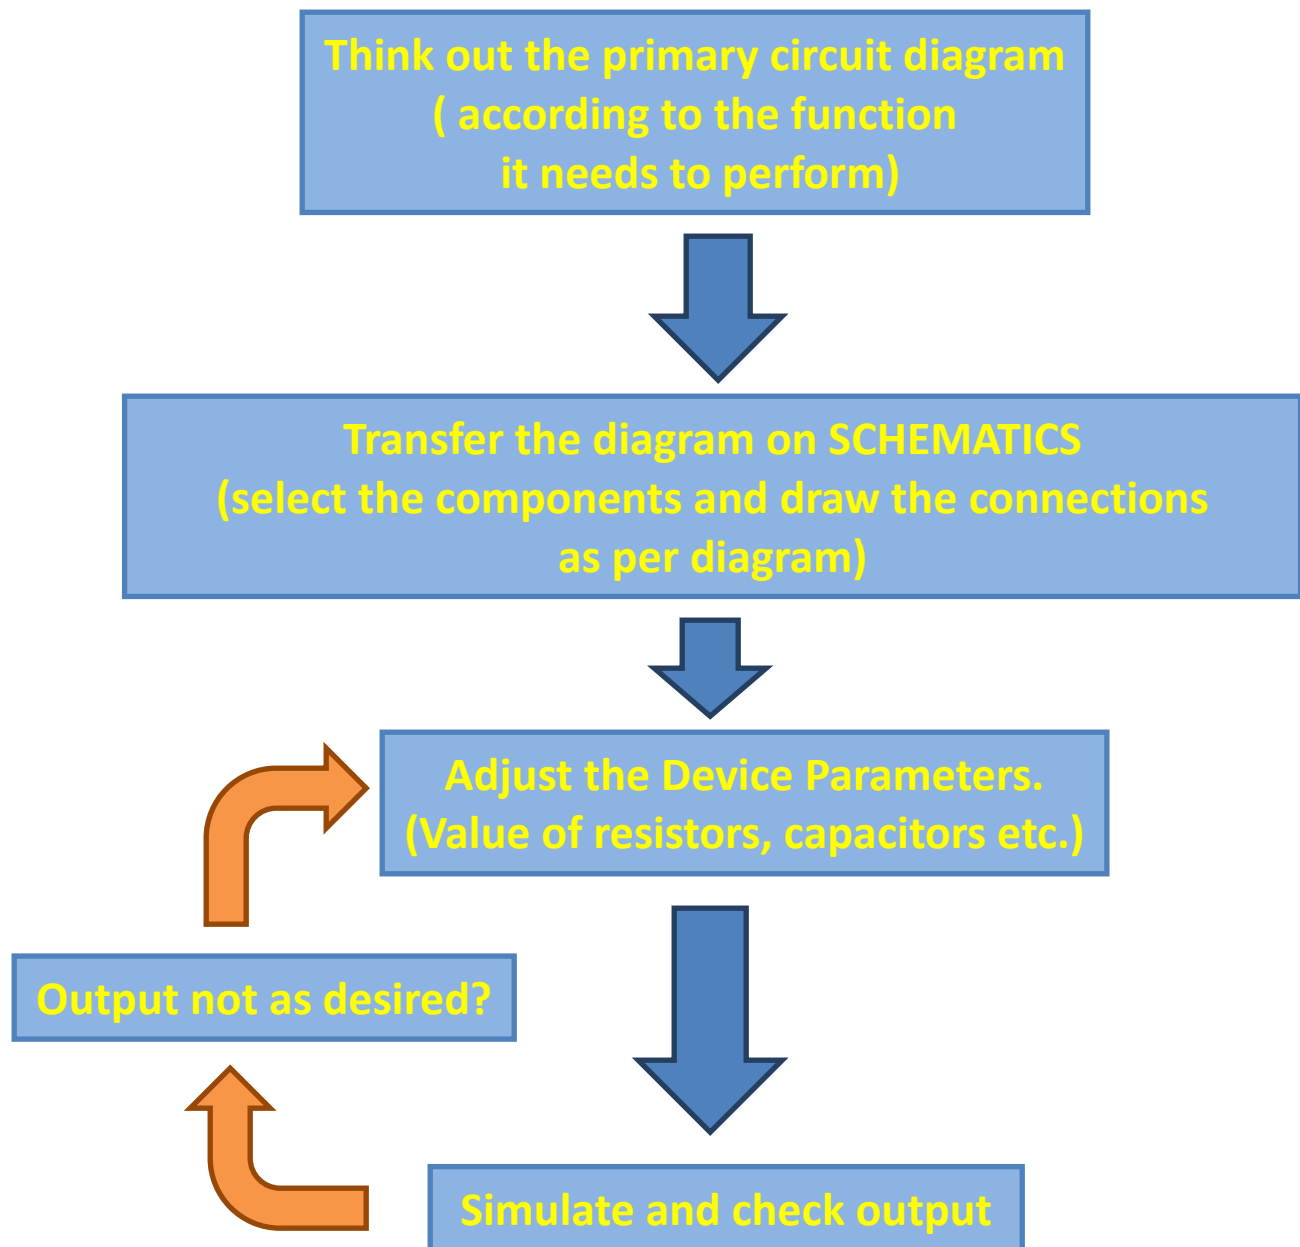 Think out the primary circuit diagram
( according to the function
it needs to perform)
Transfer the diagram on SCHEMATICS
(select the components and draw the connections
as per diagram)
Adjust the Device Parameters.
(Value of resistors, capacitors etc.)
Output not as desired?
Simulate and check output